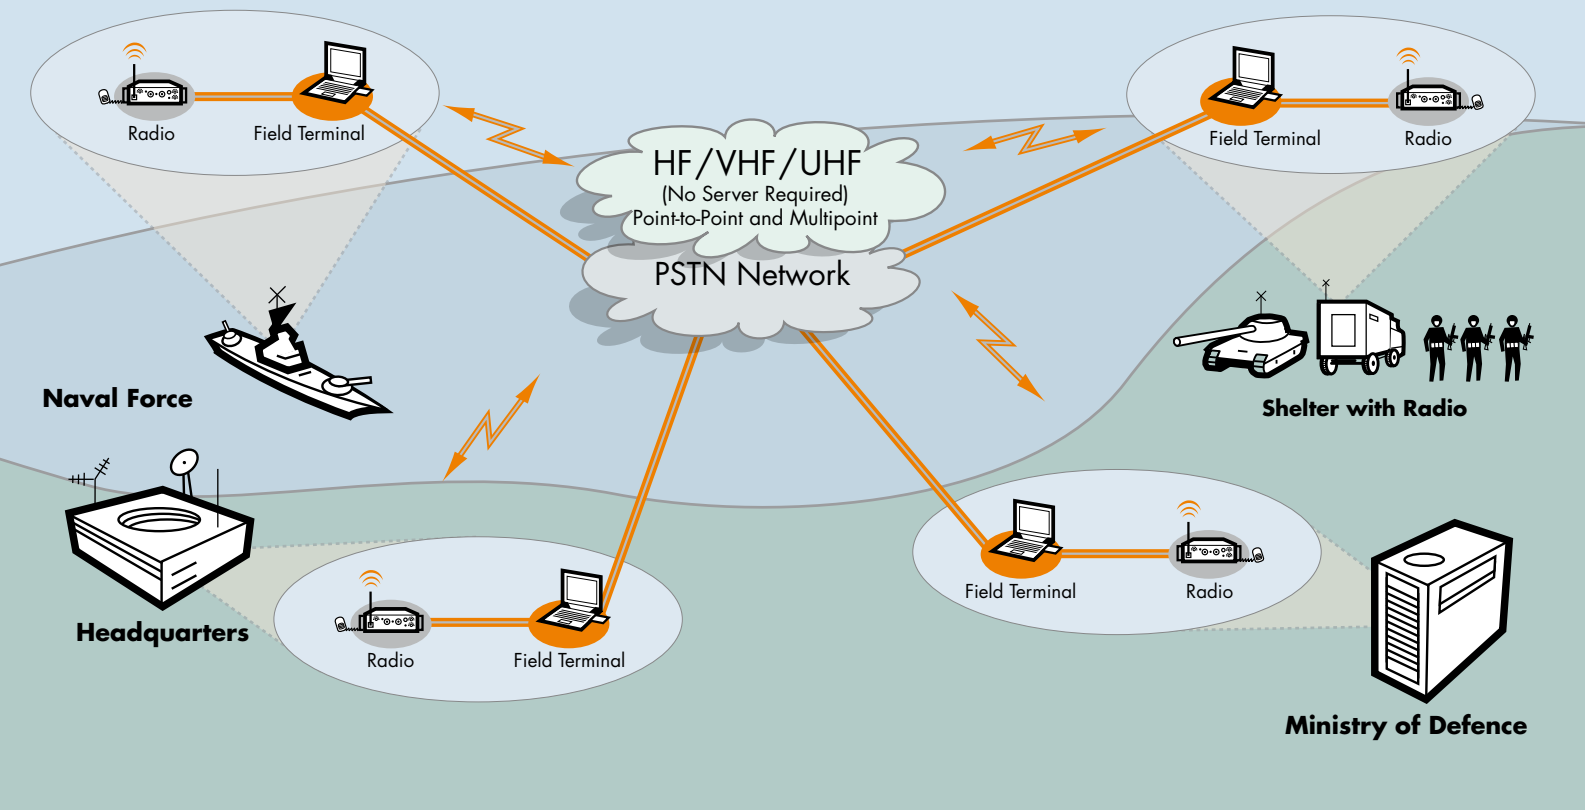 Radio
Field Terminal
HF/VHF/UHF
(No Server Required)
Point-to-Point and Multipoint
PSTN Network
Field Terminal
Radio
Naval Force
Shelter with Radio
Headquarters
Radio
Field Terminal
Field Terminal
Radio
Ministry of Defence